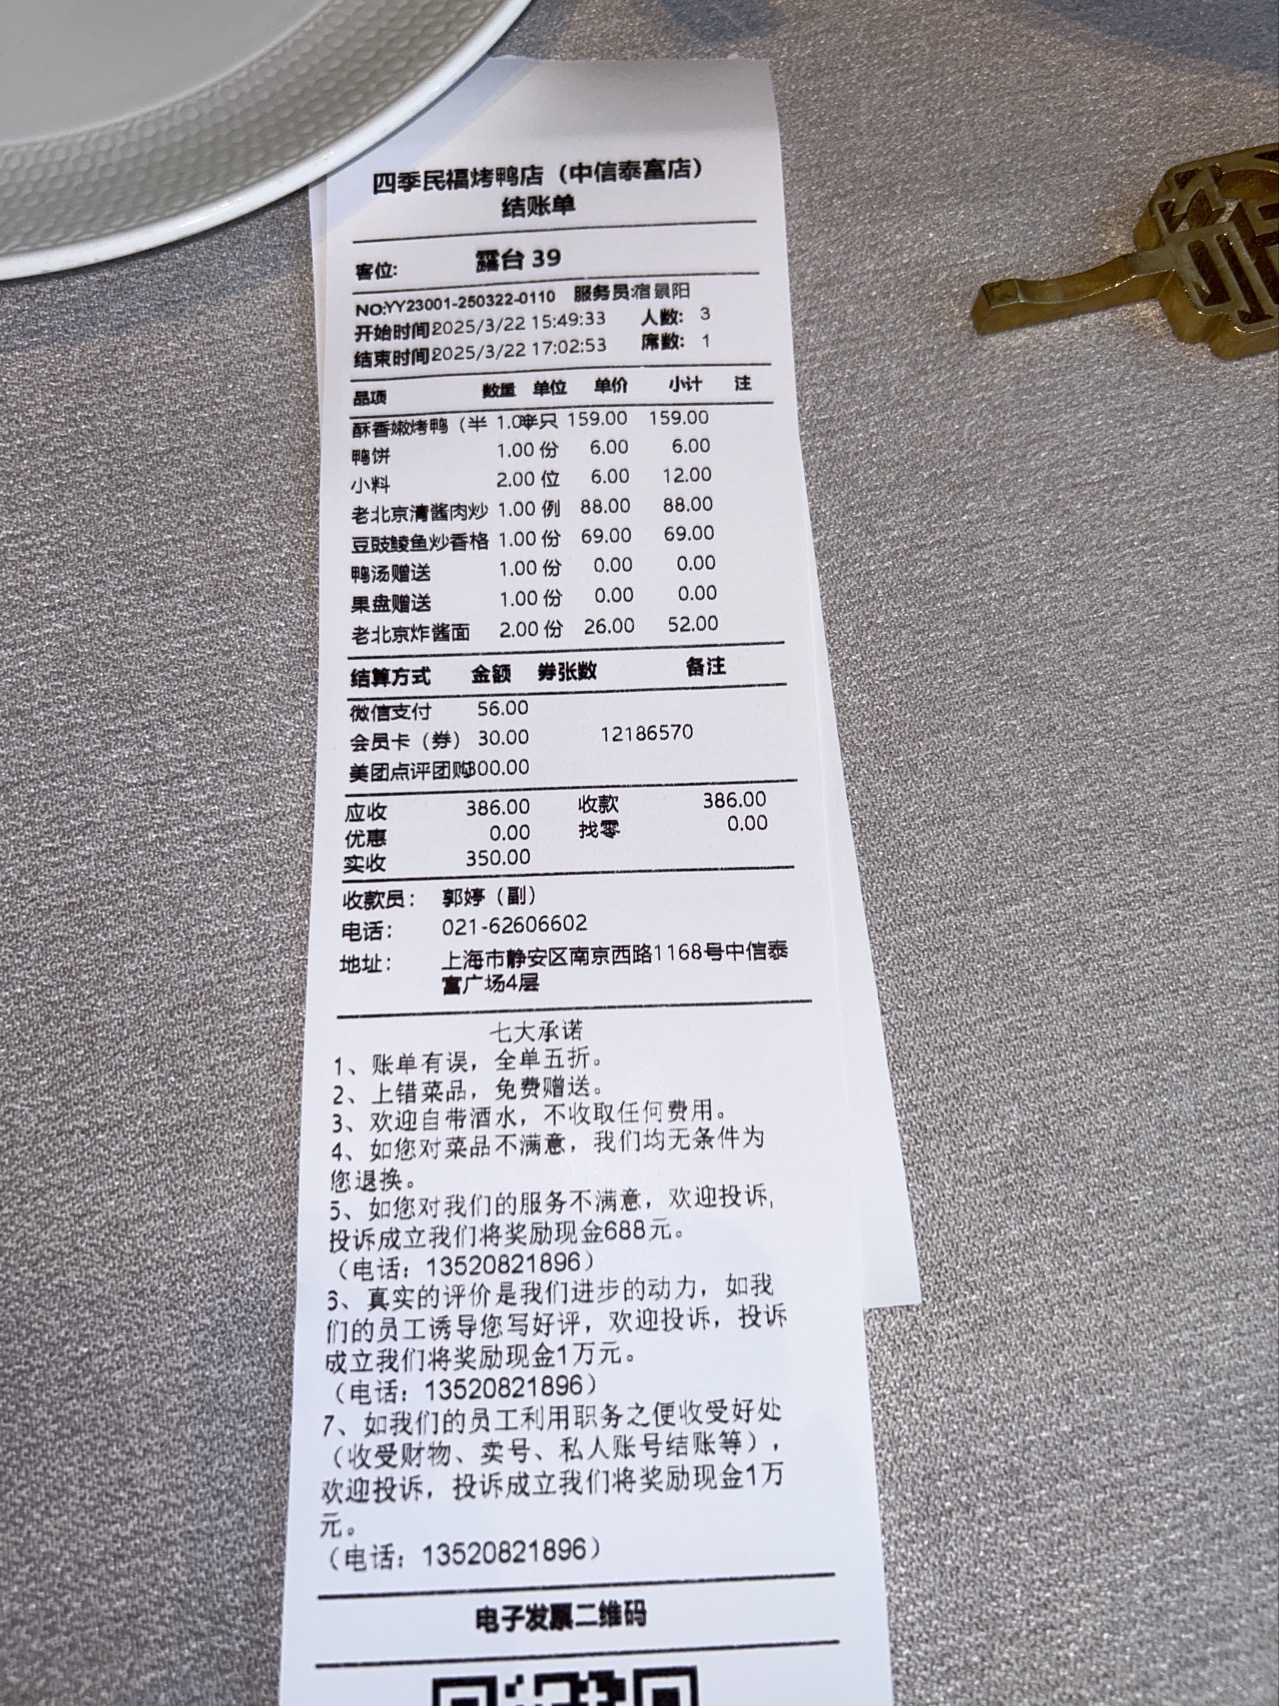 四季民福烤鸭店（中信泰富店）
结账单
客位: 露台 39
NO:YY23001-250322-0110 服务员:宿景阳
开始时间2025/3/22 15:49:33 人数: 3
结束时间2025/3/22 17:02:53 席数: 1
品项 数量 单位 单价 小计 注
酥香嫩烤鸭（半 1.00 半只 159.00 159.00
鸭饼 1.00 份 6.00 6.00
小料 2.00 位 6.00 12.00
老北京清酱肉炒 1.00 例 88.00 88.00
豆豉鲮鱼炒香格 1.00 份 69.00 69.00
鸭汤赠送 1.00 份 0.00 0.00
果盘赠送 1.00 份 0.00 0.00
老北京炸酱面 2.00 份 26.00 52.00
结算方式 金额 券张数 备注
微信支付 56.00
会员卡（券） 30.00 12186570
美团点评团购300.00
应收 386.00 收款 386.00
优惠 0.00 找零 0.00
实收 350.00
收款员： 郭婷（副）
电话： 021-62606602
地址： 上海市静安区南京西路1168号中信泰
富广场4层
七大承诺
1、账单有误，全单五折。
2、上错菜品，免费赠送。
3、欢迎自带酒水，不收取任何费用。
4、如您对菜品不满意，我们均无条件为
您退换。
5、如您对我们的服务不满意，欢迎投诉,
投诉成立我们将奖励现金688元。
（电话：13520821896）
6、真实的评价是我们进步的动力，如我
们的员工诱导您写好评，欢迎投诉，投诉
成立我们将奖励现金1万元。
（电话：13520821896）
7、如我们的员工利用职务之便收受好处
（收受财物、卖号、私人账号结账等），
欢迎投诉，投诉成立我们将奖励现金1万
元。
（电话：13520821896）
电子发票二维码